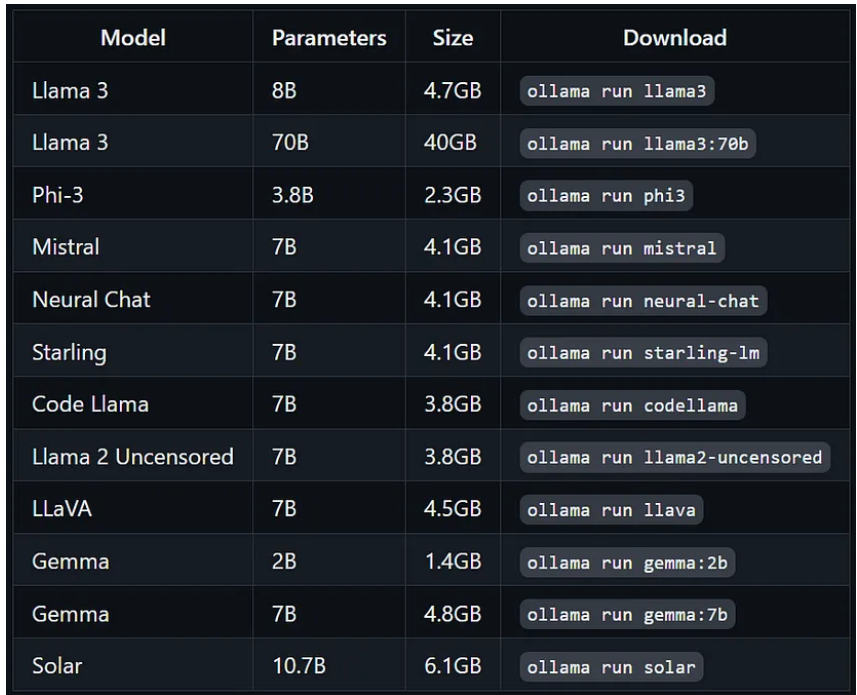 Model Parameters Size Download
Llama 3 8B 4.7GB ollama run llama3
Llama 3 70B 40GB ollama run llama3:70b
Phi-3 3.8B 2.3GB ollama run phi3
Mistral 7B 4.1GB ollama run mistral
Neural Chat 7B 4.1GB ollama run neural-chat
Starling 7B 4.1GB ollama run starling-lm
Code Llama 7B 3.8GB ollama run codellama
Llama 2 Uncensored 7B 3.8GB ollama run llama2-uncensored
LLaVA 7B 4.5GB ollama run llava
Gemma 2B 1.4GB ollama run gemma:2b
Gemma 7B 4.8GB ollama run gemma:7b
Solar 10.7B 6.1GB ollama run solar